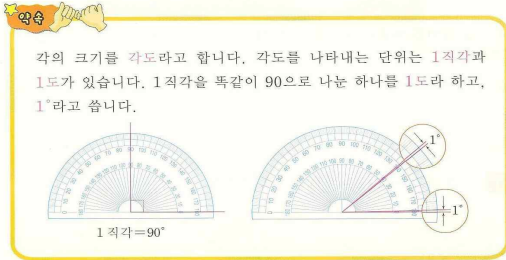 약속
각의 크기를 각도라고 합니다. 각도를 나타내는 단위는 1직각과
1도가 있습니다. 1직각을 똑같이 90으로 나눈 하나를 1도라 하고,
1°라고 씁니다.
1°
1°
1직각=90°